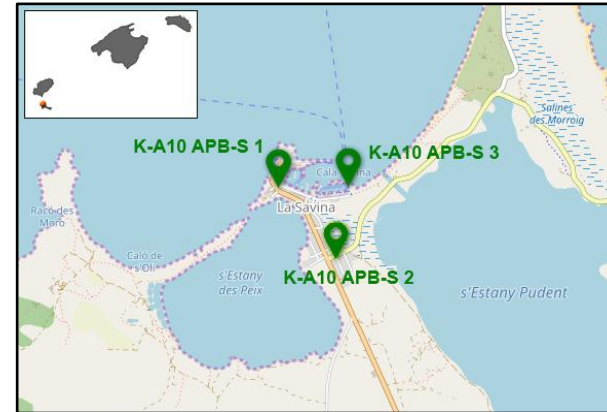 K-A10 APB-S 1
K-A10 APB-S 3
Cala
na
La Savina
Racó des
Moro
Caló de
s'Oli
K-A10 APB-S 2
s'Estany
des Peix
s'Estany Pudent
Salines
des Morroig